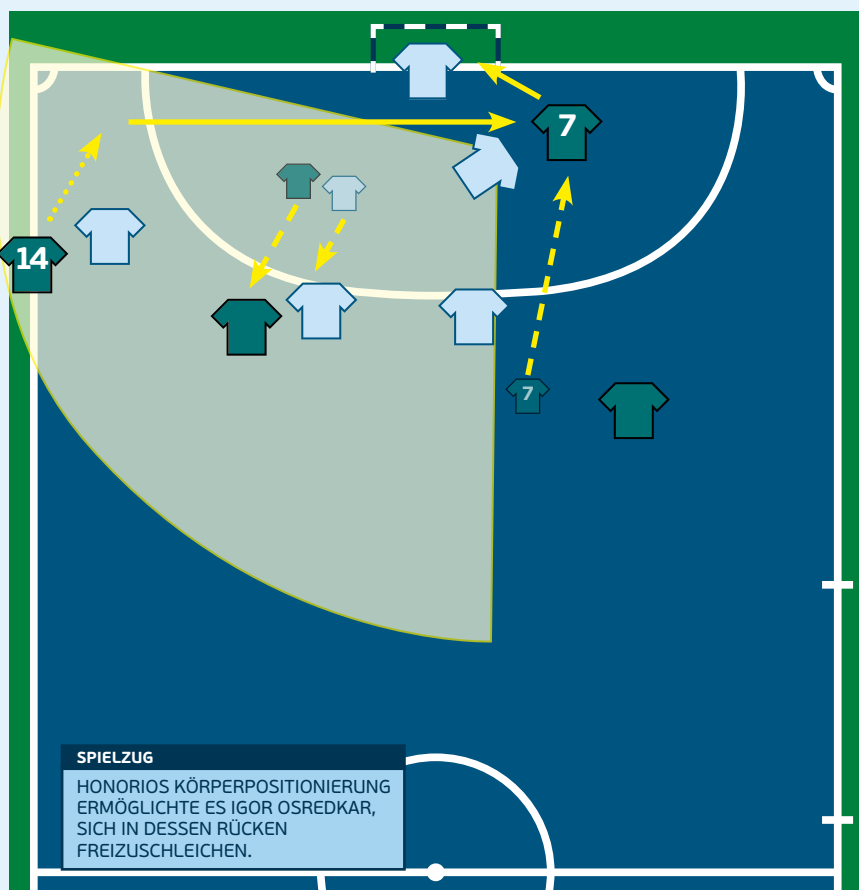 7
14
7
SPIELZUG
HONORIOS KÖRPERPOSITIONIERUNG
ERMÖGLICHTE ES IGOR OSREDKAR,
SICH IN DESSEN RÜCKEN
FREIZUSCHLEICHEN.